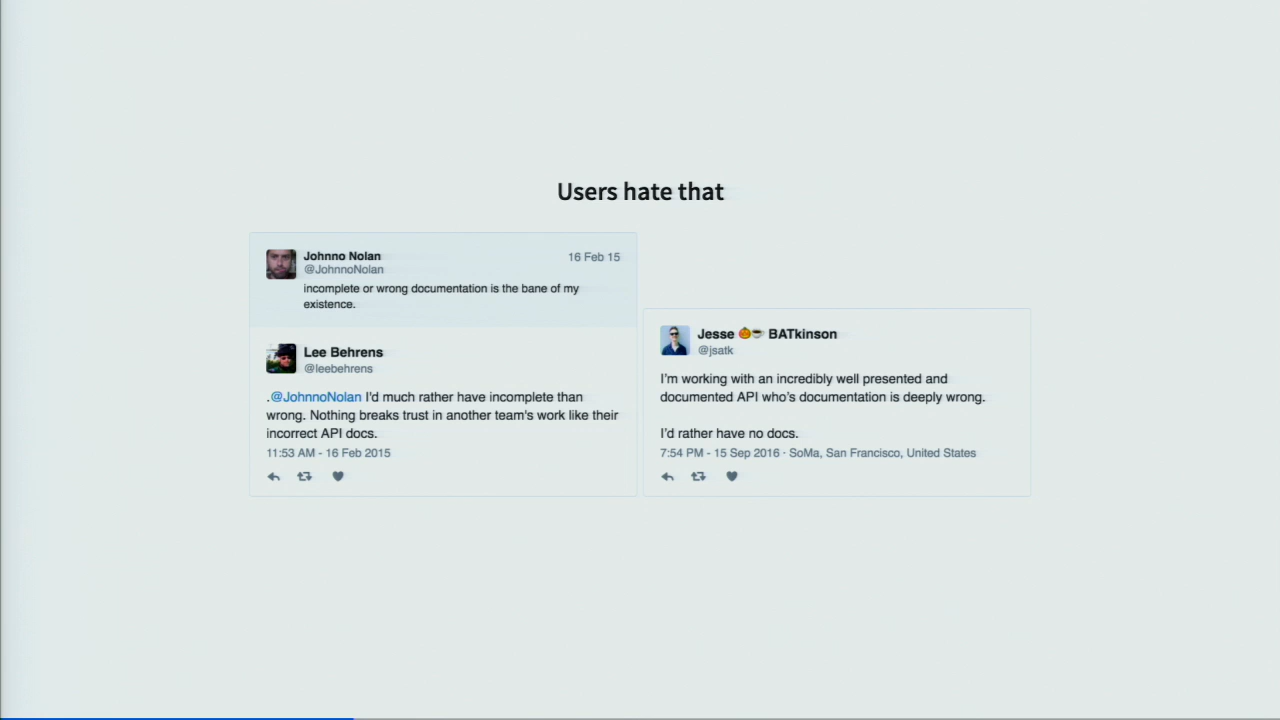 Users hate that
Johnno Nolan
16 Feb 15
@JohnnoNolan
incomplete or wrong documentation is the bane of my
existence.
Lee Behrens
@leebehrens
.@JohnnoNolan I'd much rather have incomplete than
wrong. Nothing breaks trust in another team's work like their
incorrect API docs.
11:53 AM - 16 Feb 2015
Jesse 🎃☕ BATkinson
@jsatk
I'm working with an incredibly well presented and
documented API who's documentation is deeply wrong.
I'd rather have no docs.
7:54 PM - 15 Sep 2016 · SoMa, San Francisco, United States